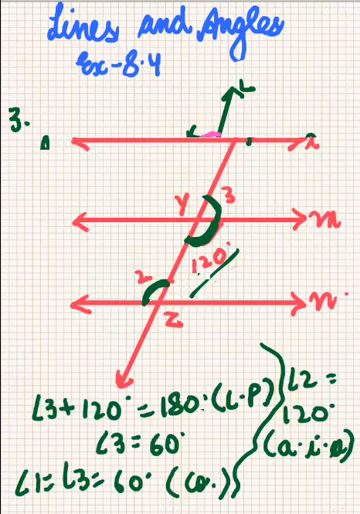 Lines and Angles
Ex-8.4
3.
Y
3
m
120°
2
n
Z
∠3+120°=180°(L.P)
∠3=60°
∠1=∠3=60° (co.)
∠2=
120°
(a.i.a)